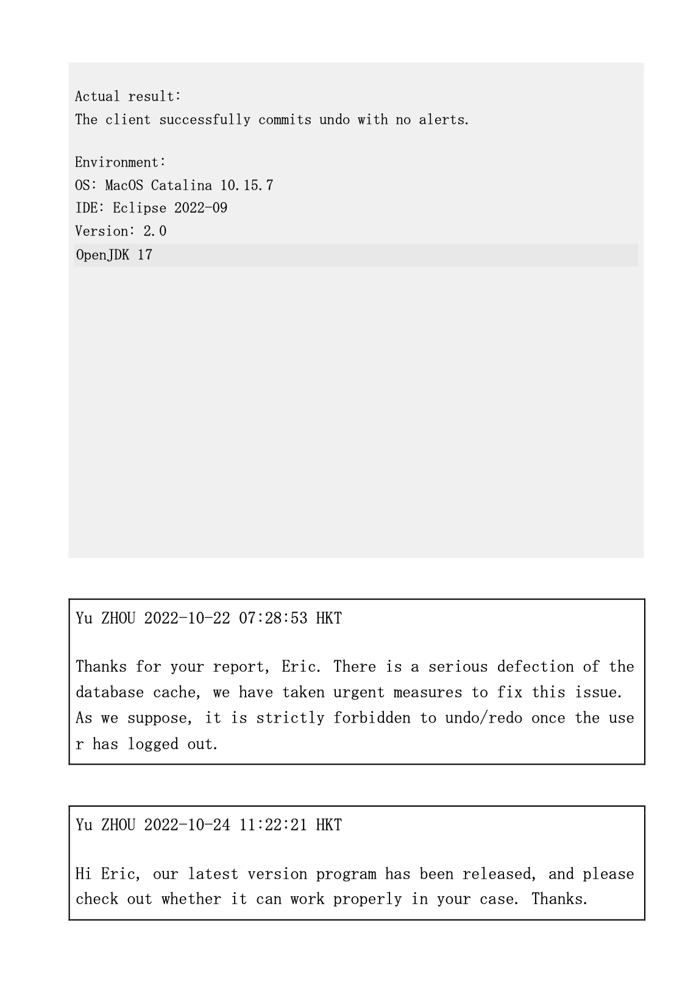 Actual result:
The client successfully commits undo with no alerts.
Environment:
OS: MacOS Catalina 10.15.7
IDE: Eclipse 2022-09
Version: 2.0
OpenJDK 17
Yu ZHOU 2022-10-22 07:28:53 HKT
Thanks for your report, Eric. There is a serious defection of the
database cache, we have taken urgent measures to fix this issue.
As we suppose, it is strictly forbidden to undo/redo once the use
r has logged out.
Yu ZHOU 2022-10-24 11:22:21 HKT
Hi Eric, our latest version program has been released, and please
check out whether it can work properly in your case. Thanks.